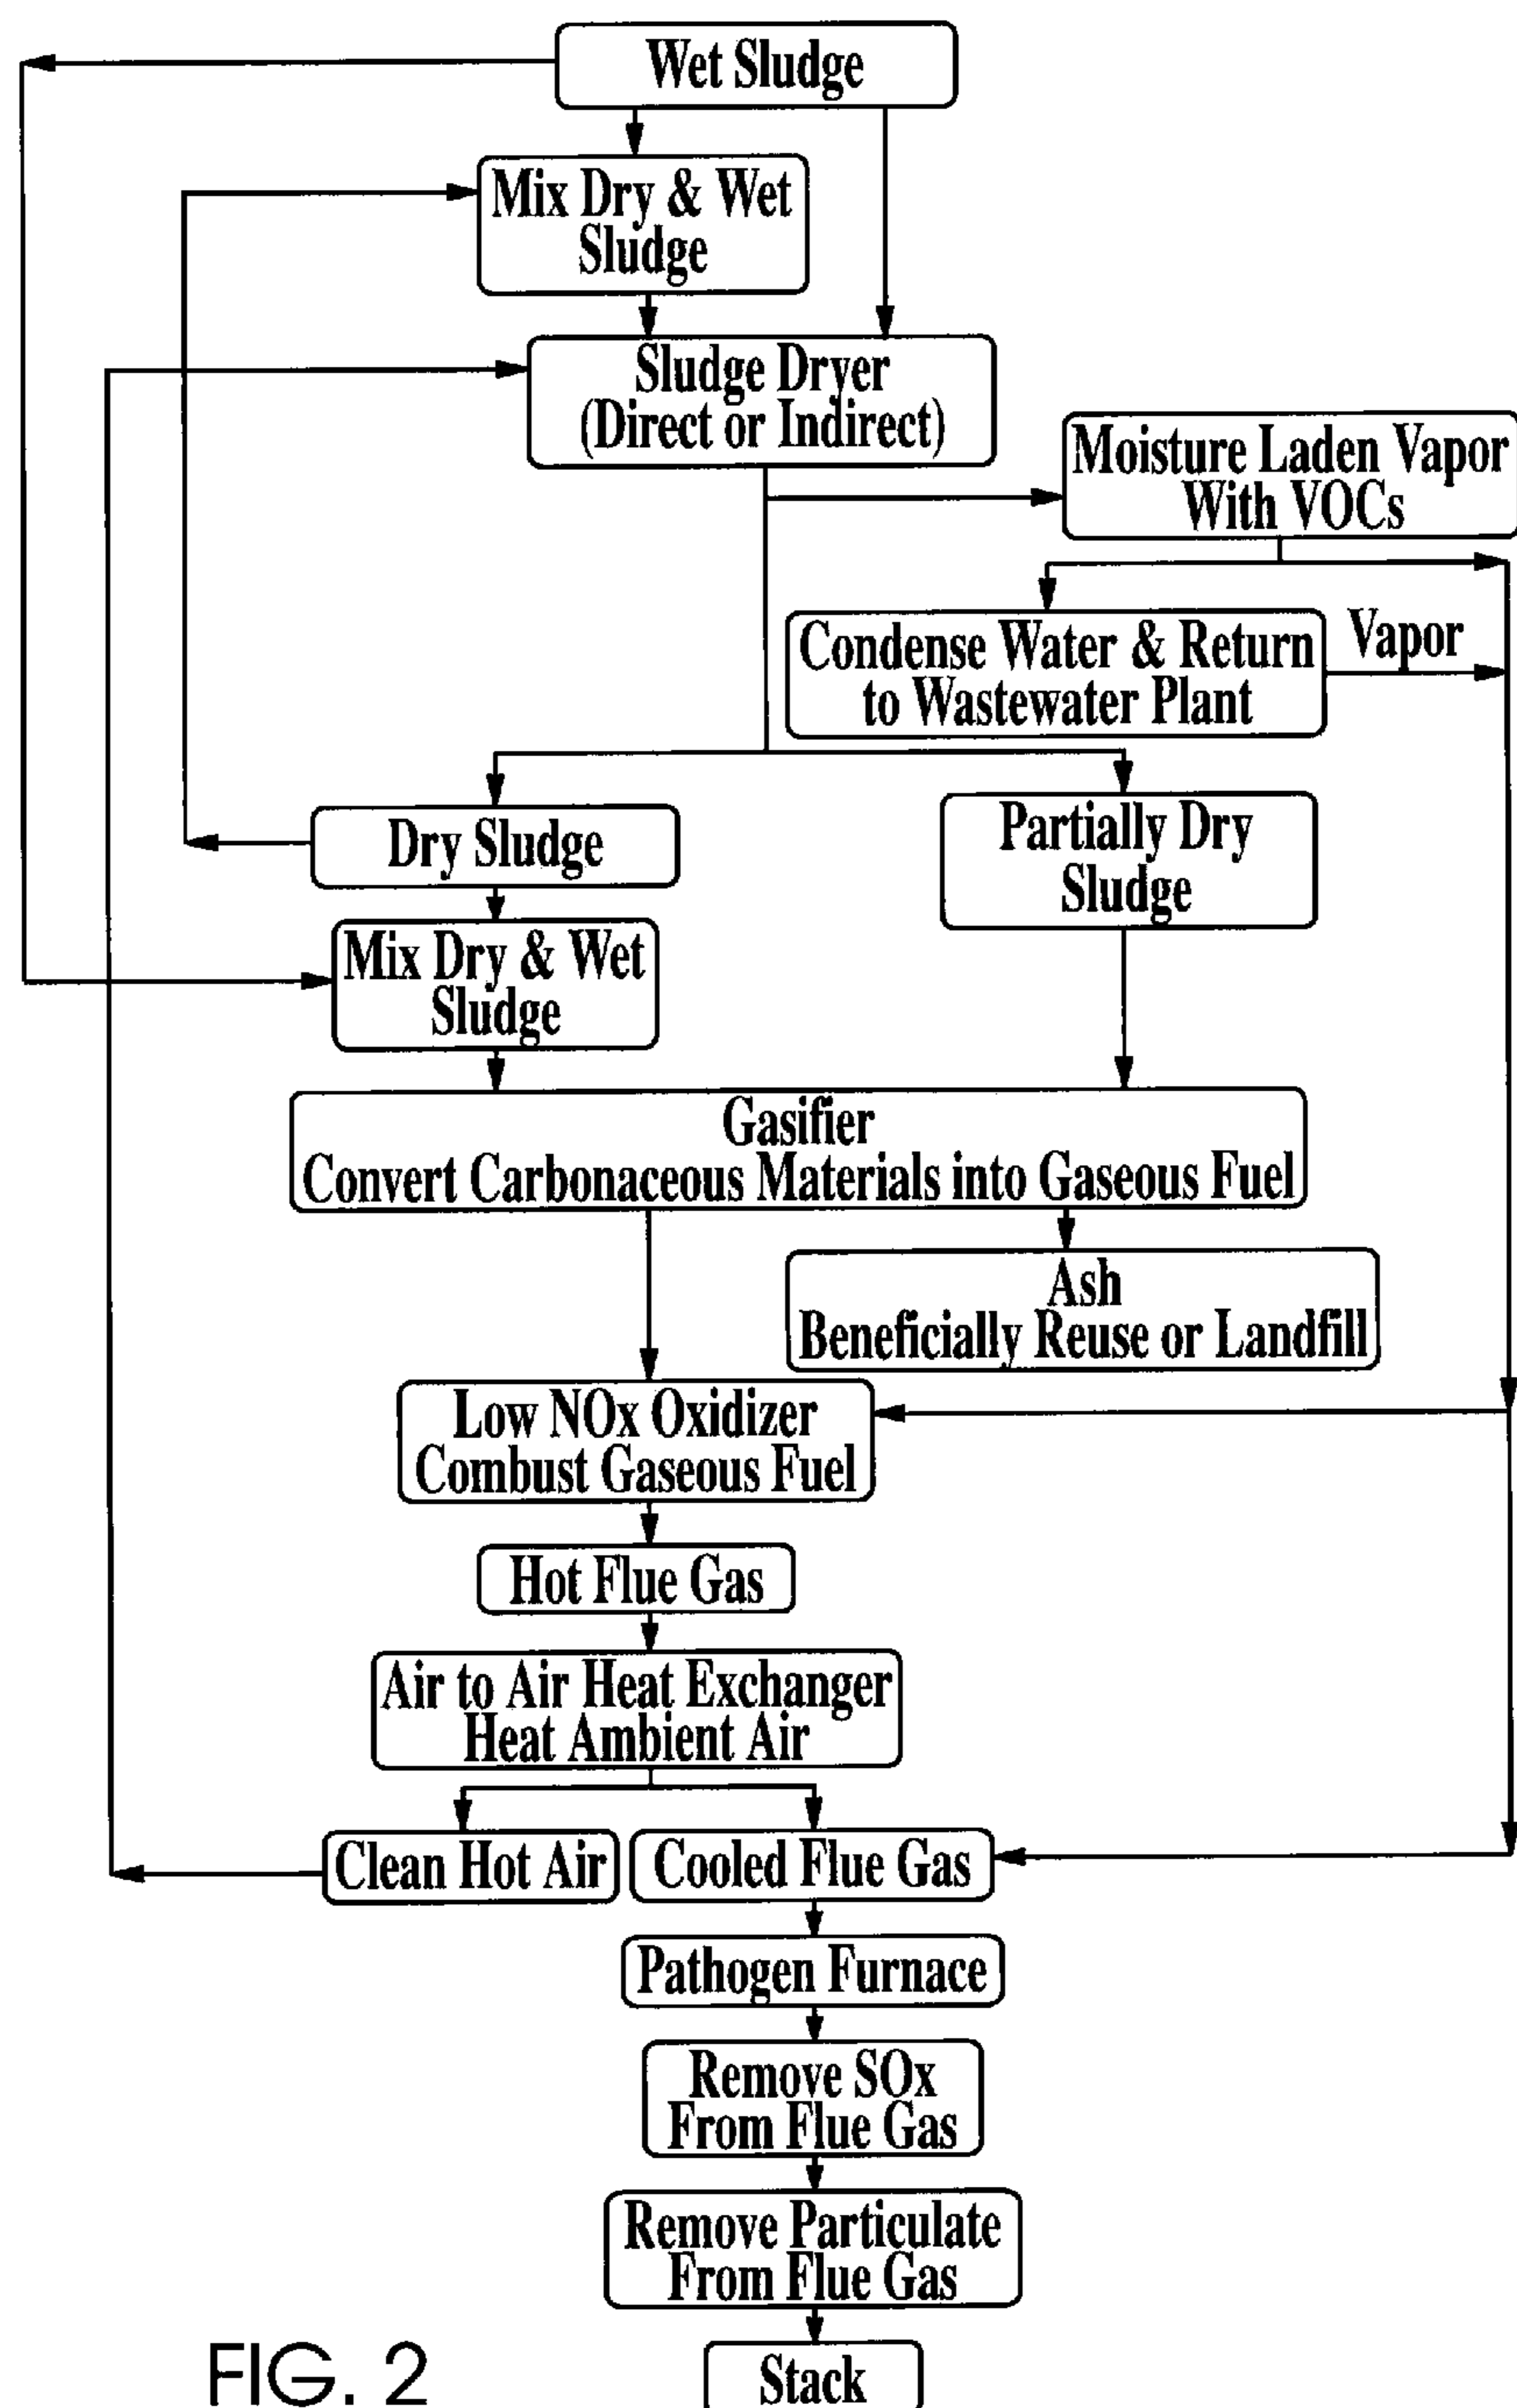 Wet Sludge
Mix Dry & Wet
Sludge
Sludge Dryer
(Direct or Indirect)
Moisture Laden Vapor
With VOCs
Condense Water & Return
to Wastewater Plant
Vapor
Dry Sludge
Partially Dry
Sludge
Mix Dry & Wet
Sludge
Gasifier
Convert Carbonaceous Materials into Gaseous Fuel
Ash
Beneficially Reuse or Landfill
Low NOx Oxidizer
Combust Gaseous Fuel
Hot Flue Gas
Air to Air Heat Exchanger
Heat Ambient Air
Clean Hot Air
Cooled Flue Gas
Pathogen Furnace
Remove SOx
From Flue Gas
Remove Particulate
From Flue Gas
Stack
FIG. 2